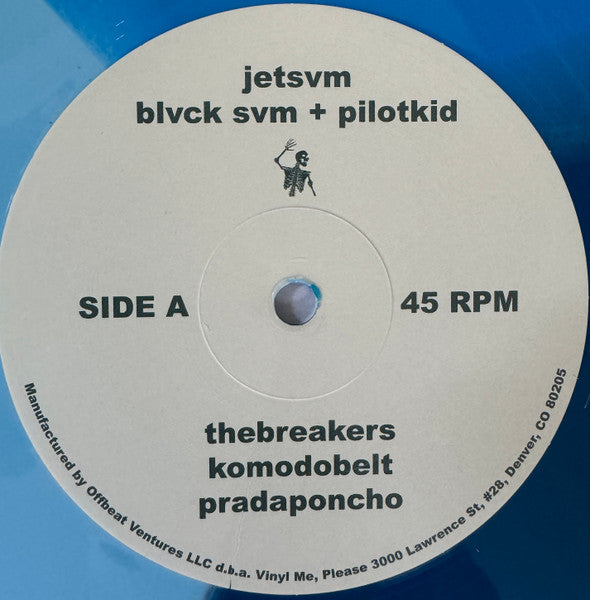 jetsvm
blvck svm + pilotkid
SIDE A
45 RPM
thebreakers
komodobelt
pradaponcho
Manufactured by Offbeat Ventures LLC d.b.a. Vinyl Me, Please 3000 Lawrence St, #28, Denver, CO 80205